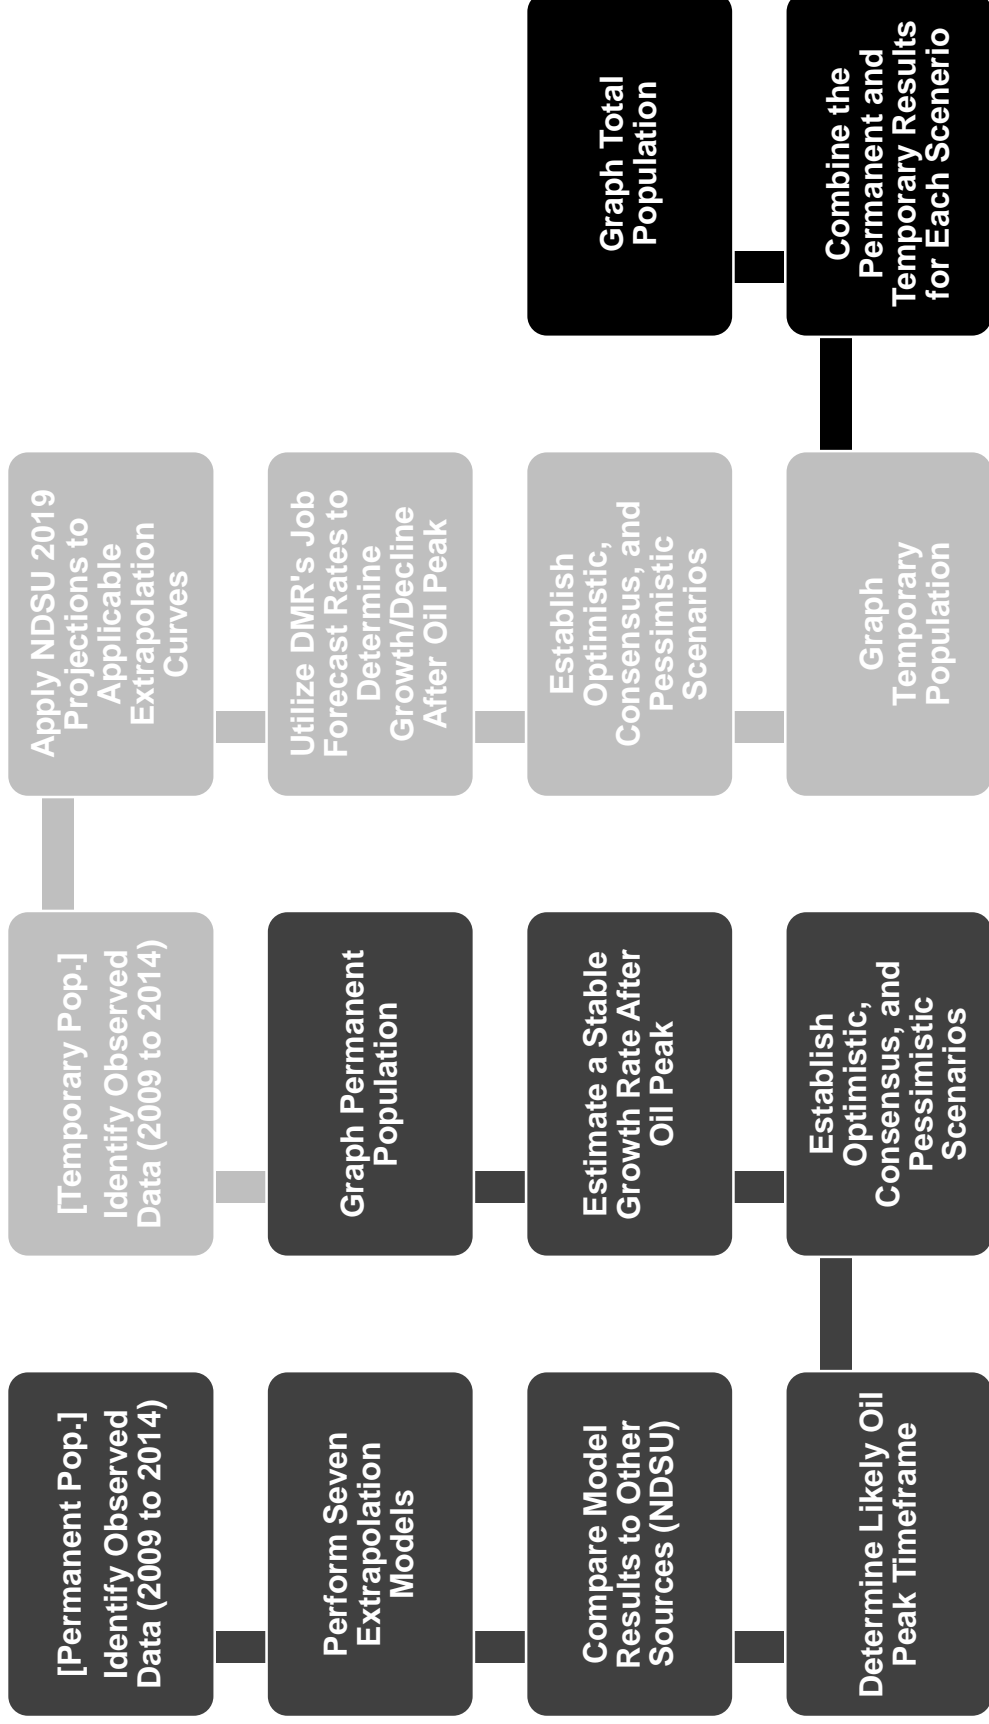 [Permanent Pop.]
Identify Observed
Data (2009 to 2014)
Perform Seven
Extrapolation
Models
Compare Model
Results to Other
Sources (NDSU)
Determine Likely Oil
Peak Timeframe
Establish
Optimistic,
Consensus, and
Pessimistic
Scenarios
Estimate a Stable
Growth Rate After
Oil Peak
Graph Permanent
Population
[Temporary Pop.]
Identify Observed
Data (2009 to 2014)
Apply NDSU 2019
Projections to
Applicable
Extrapolation
Curves
Utilize DMR's Job
Forecast Rates to
Determine
Growth/Decline
After Oil Peak
Establish
Optimistic,
Consensus, and
Pessimistic
Scenarios
Graph
Temporary
Population
Combine the
Permanent and
Temporary Results
for Each Scenerio
Graph Total
Population